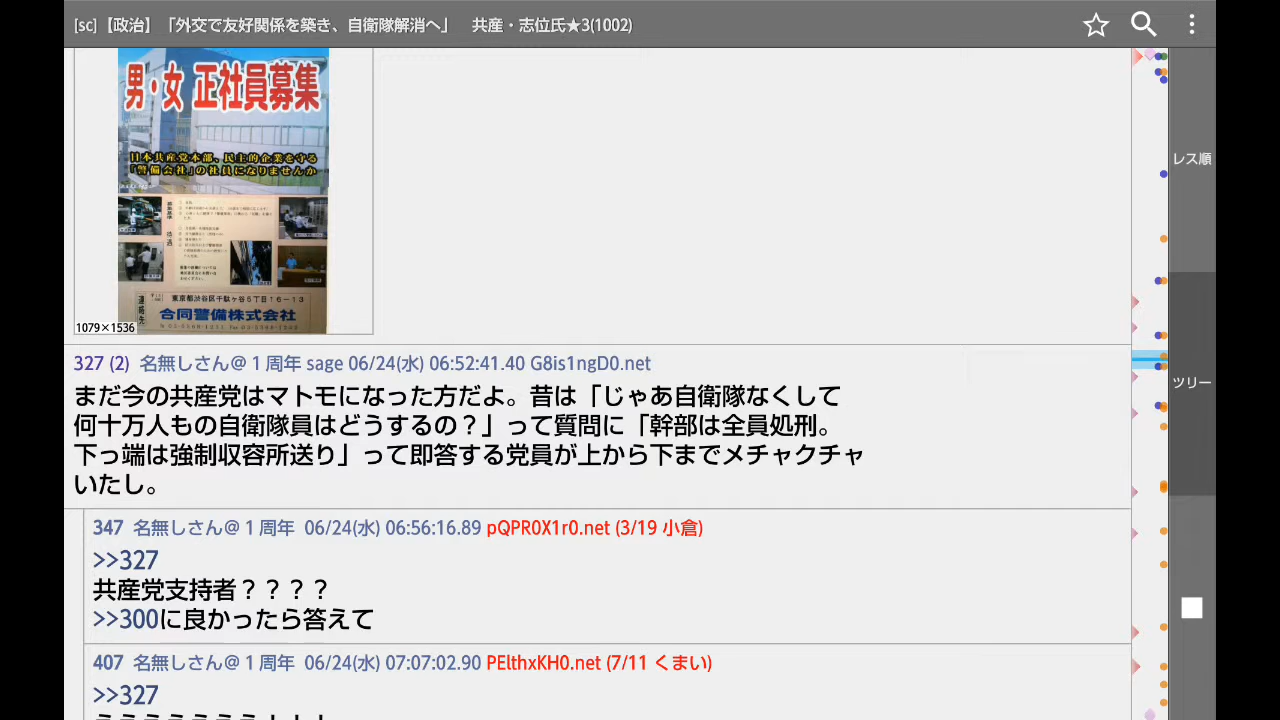 [sc]【政治】「外交で友好関係を築き、自衛隊解消へ」 共産・志位氏★3(1002)
男・女 正社員募集
日本共産党本部、民主的企業を守る
「警備会社」の社員になりませんか
連絡先
東京都渋谷区千駄ヶ谷5丁目16-13
合同警備株式会社
1079×1536
レス順
ツリー
327 (2) 名無しさん@1周年 sage 06/24(水) 06:52:41.40 G8is1ngD0.net
まだ今の共産党はマトモになった方だよ。昔は「じゃあ自衛隊なくして
何十万人もの自衛隊員はどうするの？」って質問に「幹部は全員処刑。
下っ端は強制収容所送り」って即答する党員が上から下までメチャクチャ
いたし。
347 名無しさん@1周年 06/24(水) 06:56:16.89 pQPR0X1r0.net (3/19 小倉)
>>327
共産党支持者？？？？
>>300に良かったら答えて
407 名無しさん@1周年 06/24(水) 07:07:02.90 PElthxKH0.net (7/11 くまい)
>>327